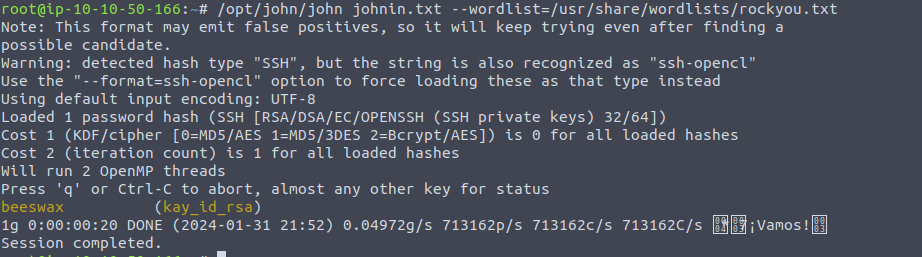 root@ip-10-10-50-166:~# /opt/john/john johnin.txt --wordlist=/usr/share/wordlists/rockyou.txt
Note: This format may emit false positives, so it will keep trying even after finding a
possible candidate.
Warning: detected hash type "SSH", but the string is also recognized as "ssh-opencl"
Use the "--format=ssh-opencl" option to force loading these as that type instead
Using default input encoding: UTF-8
Loaded 1 password hash (SSH [RSA/DSA/EC/OPENSSH (SSH private keys) 32/64])
Cost 1 (KDF/cipher [0=MD5/AES 1=MD5/3DES 2=Bcrypt/AES]) is 0 for all loaded hashes
Cost 2 (iteration count) is 1 for all loaded hashes
Will run 2 OpenMP threads
Press 'q' or Ctrl-C to abort, almost any other key for status
beeswax          (kay_id_rsa)
1g 0:00:00:20 DONE (2024-01-31 21:52) 0.04972g/s 713162p/s 713162c/s 713162C/s ¡Vamos!
Session completed.